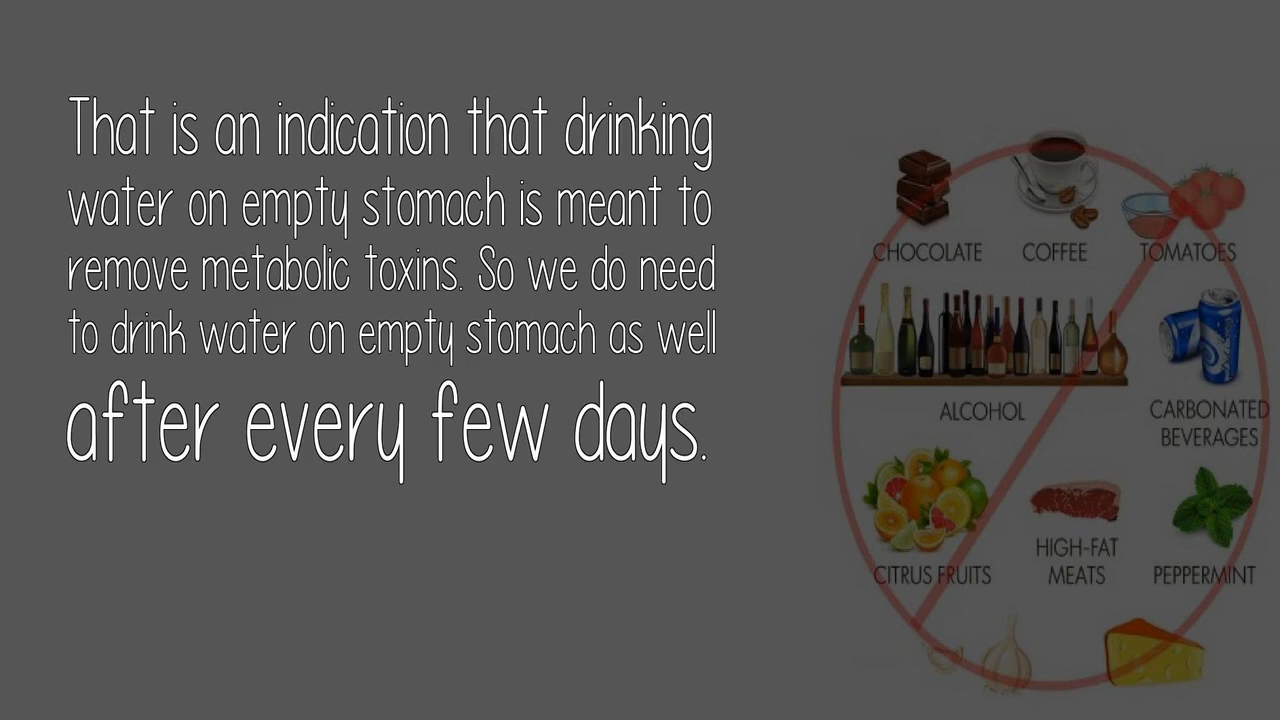 That is an indication that drinking
water on empty stomach is meant to
remove metabolic toxins. So we do need
to drink water on empty stomach as well
after every few days.
CHOCOLATE
COFFEE
TOMATOES
ALCOHOL
CARBONATED
BEVERAGES
CITRUS FRUITS
HIGH-FAT
MEATS
PEPPERMINT